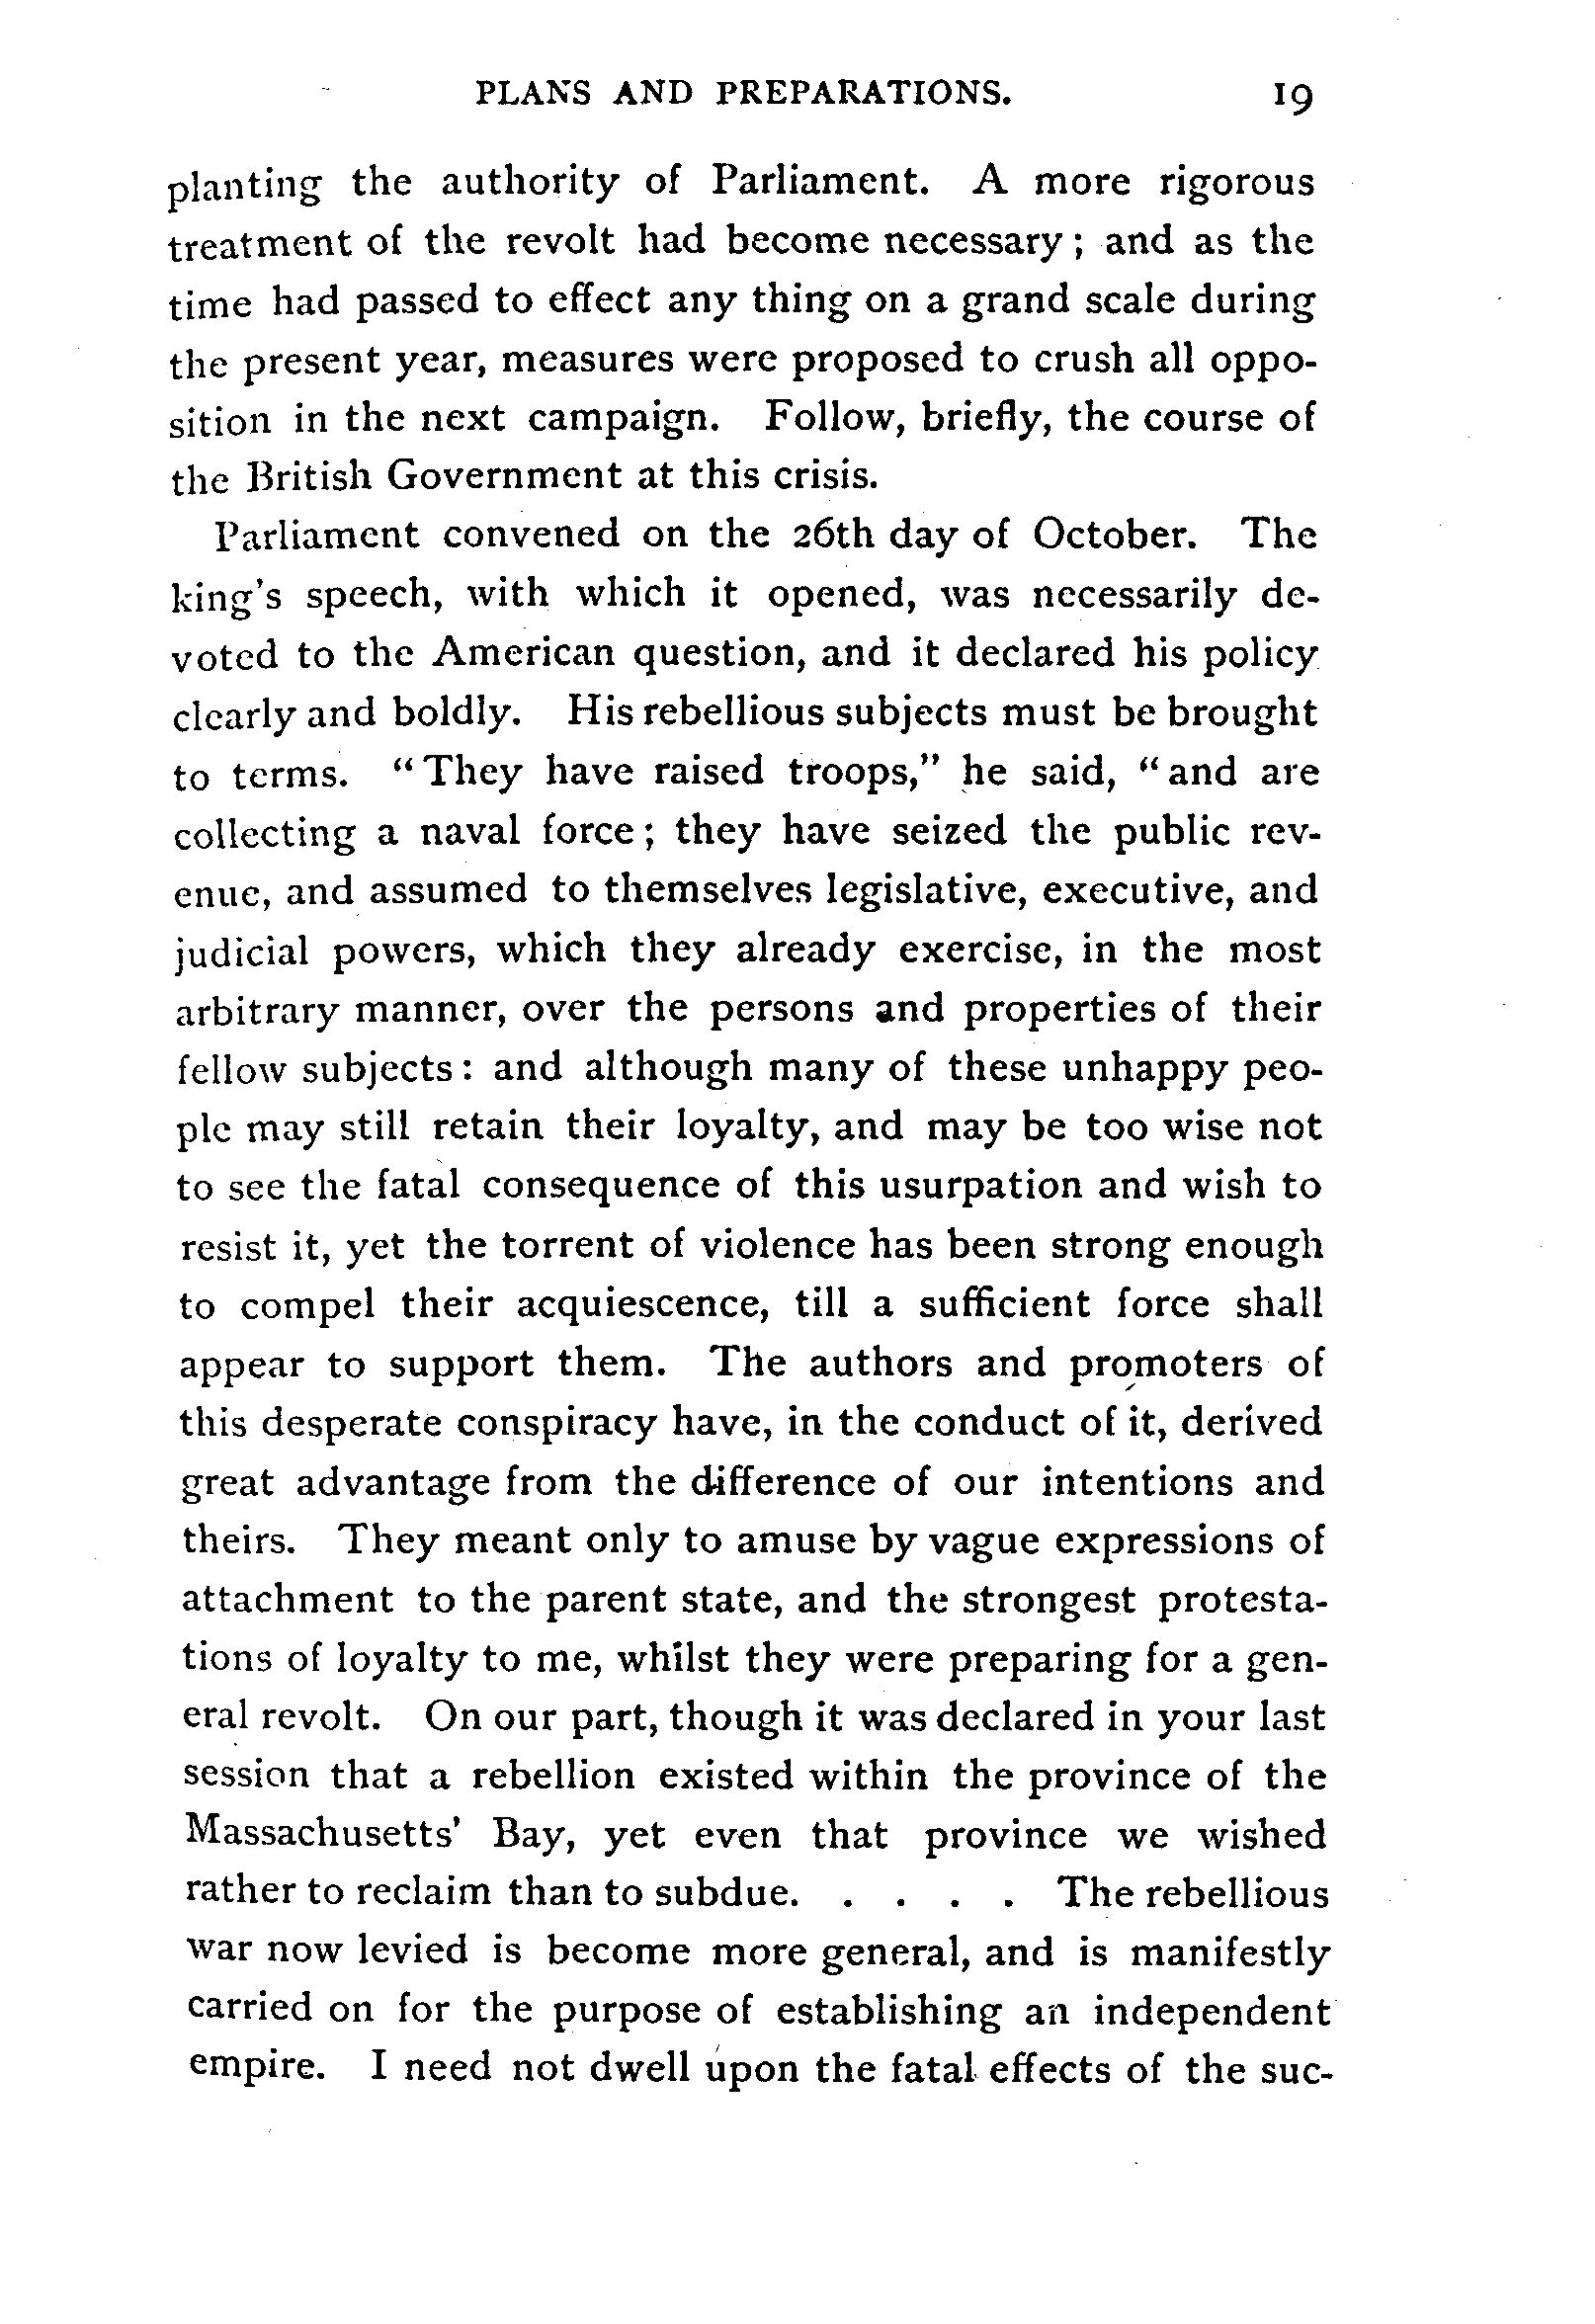 PLANS AND PREPARATIONS. 19
planting the authority of Parliament. A more rigorous
treatment of the revolt had become necessary; and as the
time had passed to effect any thing on a grand scale during
the present year, measures were proposed to crush all oppo-
sition in the next campaign. Follow, briefly, the course of
the British Government at this crisis.
Parliament convened on the 26th day of October. The
king's speech, with which it opened, was necessarily de-
voted to the American question, and it declared his policy
clearly and boldly. His rebellious subjects must be brought
to terms. "They have raised troops," he said, "and are
collecting a naval force; they have seized the public rev-
enue, and assumed to themselves legislative, executive, and
judicial powers, which they already exercise, in the most
arbitrary manner, over the persons and properties of their
fellow subjects: and although many of these unhappy peo-
ple may still retain their loyalty, and may be too wise not
to see the fatal consequence of this usurpation and wish to
resist it, yet the torrent of violence has been strong enough
to compel their acquiescence, till a sufficient force shall
appear to support them. The authors and promoters of
this desperate conspiracy have, in the conduct of it, derived
great advantage from the difference of our intentions and
theirs. They meant only to amuse by vague expressions of
attachment to the parent state, and the strongest protesta-
tions of loyalty to me, whilst they were preparing for a gen-
eral revolt. On our part, though it was declared in your last
session that a rebellion existed within the province of the
Massachusetts' Bay, yet even that province we wished
rather to reclaim than to subdue. . . . . The rebellious
war now levied is become more general, and is manifestly
carried on for the purpose of establishing an independent
empire. I need not dwell upon the fatal effects of the suc-